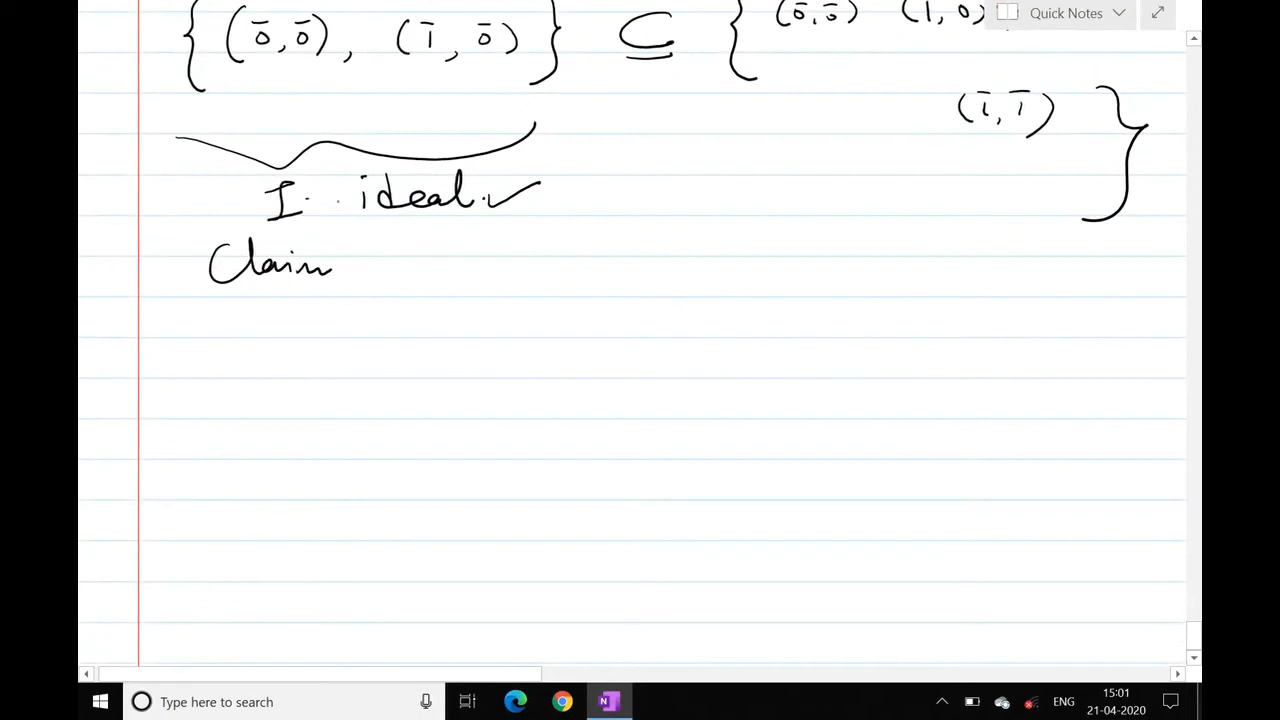 { (0̄,0̄), (1̄,0̄) } ⊆ { (0̄,0̄) (1̄,0)
Quick Notes
(1̄,1̄) }
I ideal ✓
Claim
Type here to search
ENG
15:01
21-04-2020